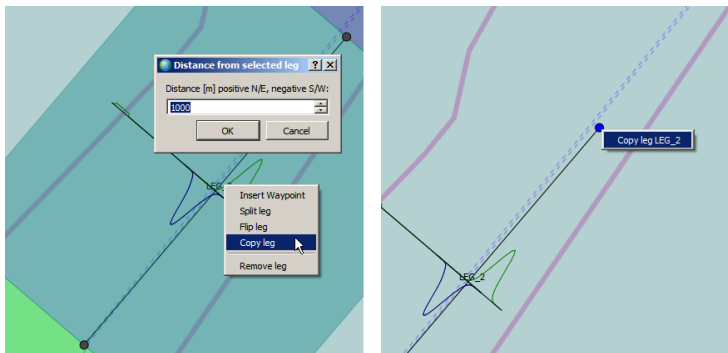 Distance from selected leg
Distance [m] positive N/E, negative S/W:
1000
OK
Cancel
Insert Waypoint
Split leg
Flip leg
Copy leg
Remove leg
Copy leg LEG_2
LEG_2